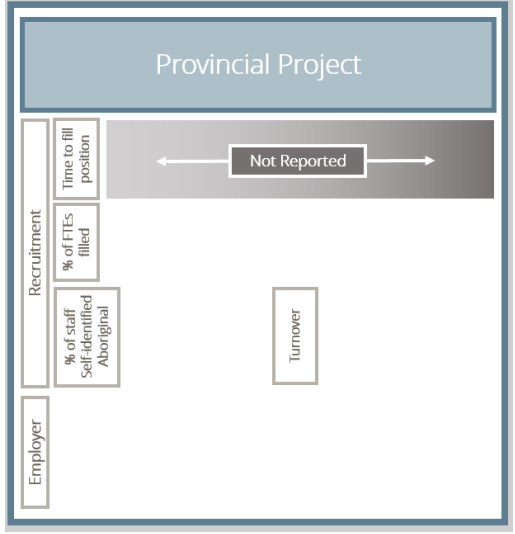 Provincial Project
Recruitment
Time to fill
position
Not Reported
% of FTEs
filled
% of staff
Self-identified
Aboriginal
Turnover
Employer